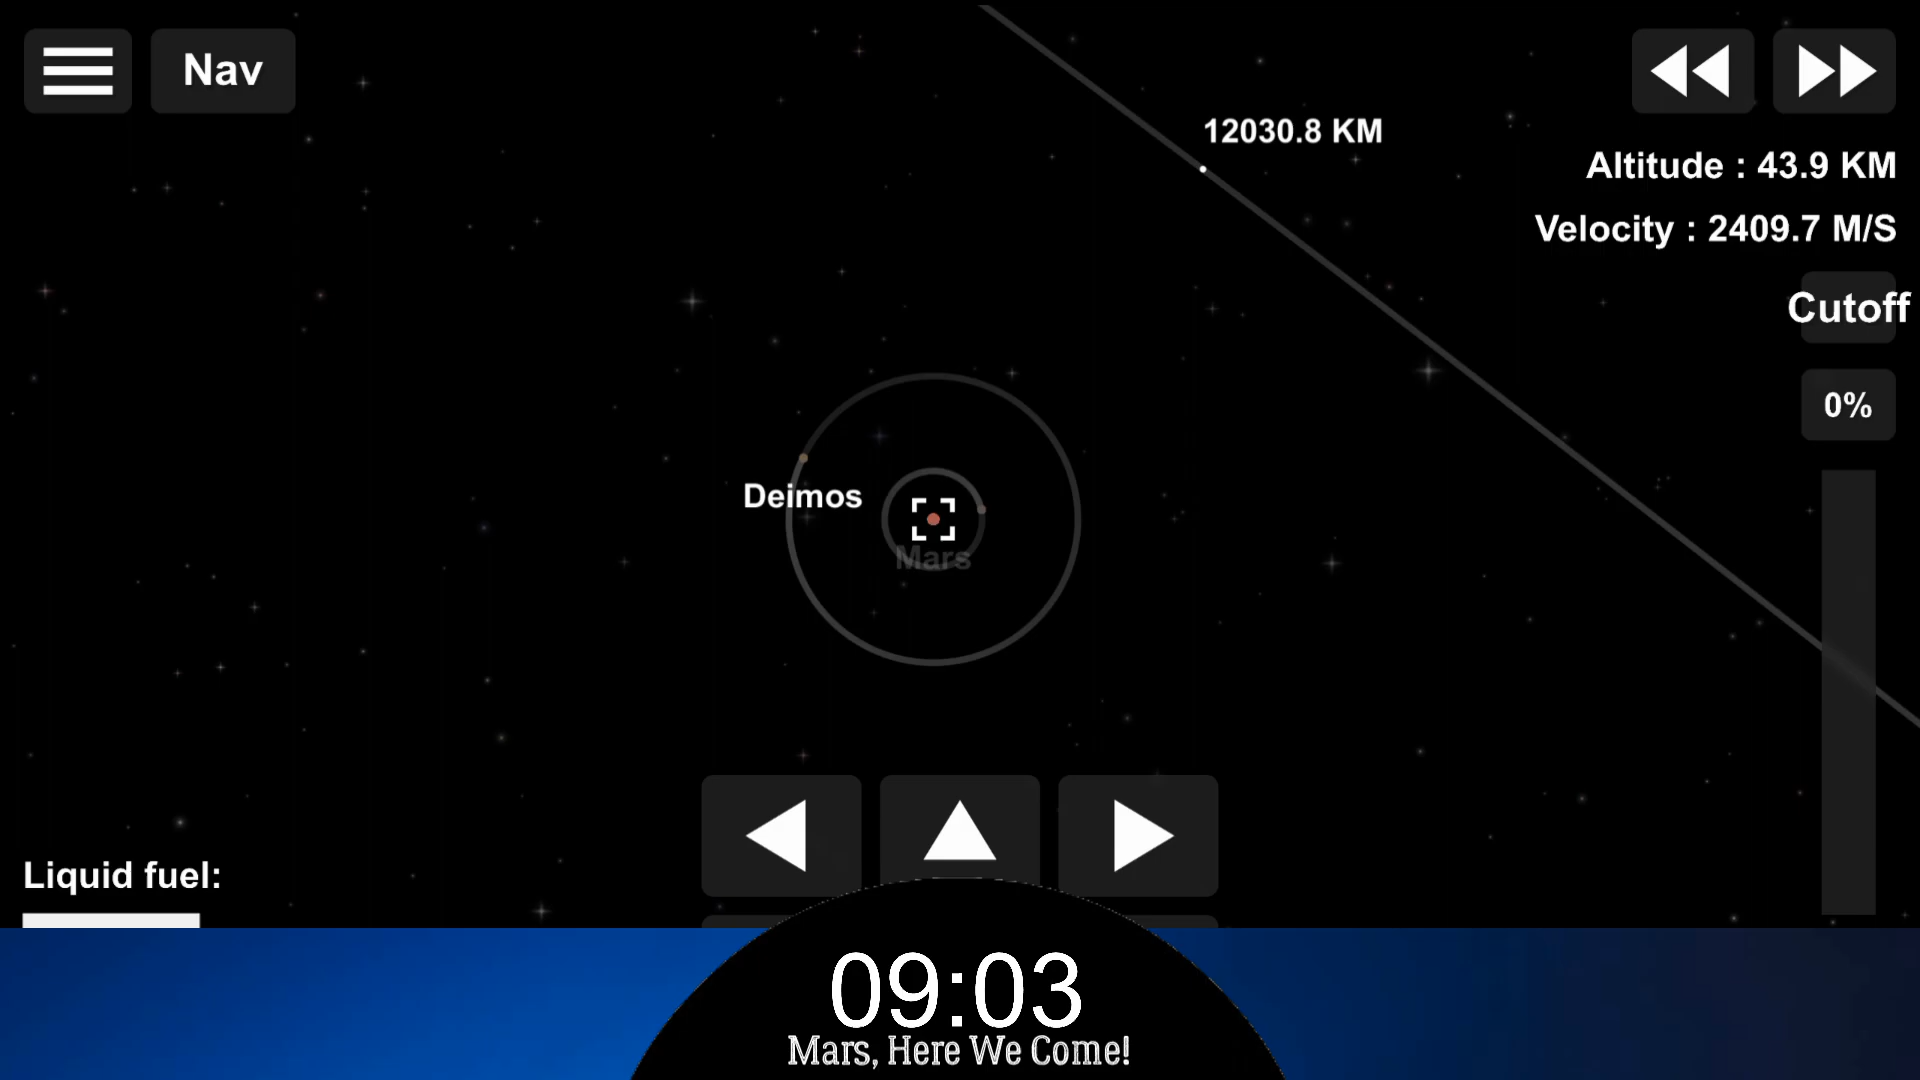 Nav
12030.8 KM
Altitude : 43.9 KM
Velocity : 2409.7 M/S
Cutoff
0%
Deimos
Mars
Liquid fuel:
09:03
Mars, Here We Come!